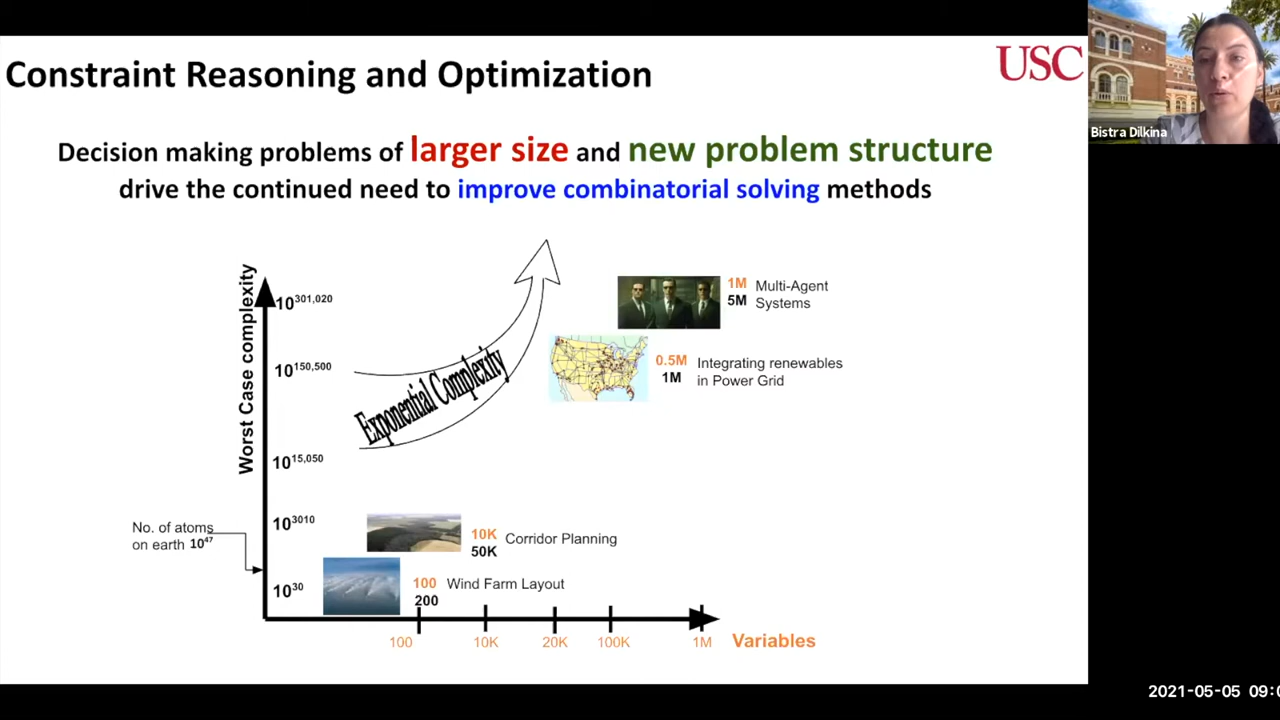 Constraint Reasoning and Optimization
USC
Bistra Dilkina
Decision making problems of larger size and new problem structure
drive the continued need to improve combinatorial solving methods
Worst Case complexity
10^301,020
10^150,500
10^15,050
10^3010
10^30
No. of atoms
on earth 10^47
Exponential Complexity
1M
5M
Multi-Agent
Systems
0.5M
1M
Integrating renewables
in Power Grid
10K
50K
Corridor Planning
100
200
Wind Farm Layout
100
10K
20K
100K
1M
Variables
2021-05-05 09:0